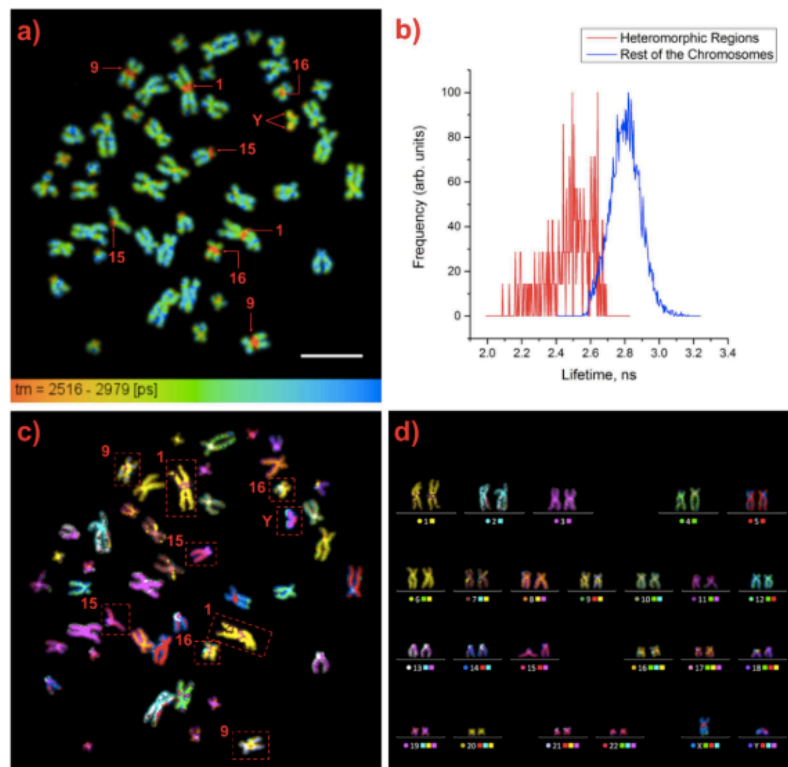 a)
9
1
16
Y
15
1
15
16
9
tm = 2516 - 2979 [ps]
b)
Heteromorphic Regions
Rest of the Chromosomes
Frequency (arb. units)
100
80
60
40
20
0
2.0 2.2 2.4 2.6 2.8 3.0 3.2 3.4
Lifetime, ns
c)
9
1
16
Y
15
15
1
16
9
d)
1 2 3 4 5
6 7 8 9 10 11 12
13 14 15 16 17 18
19 20 21 22 X Y